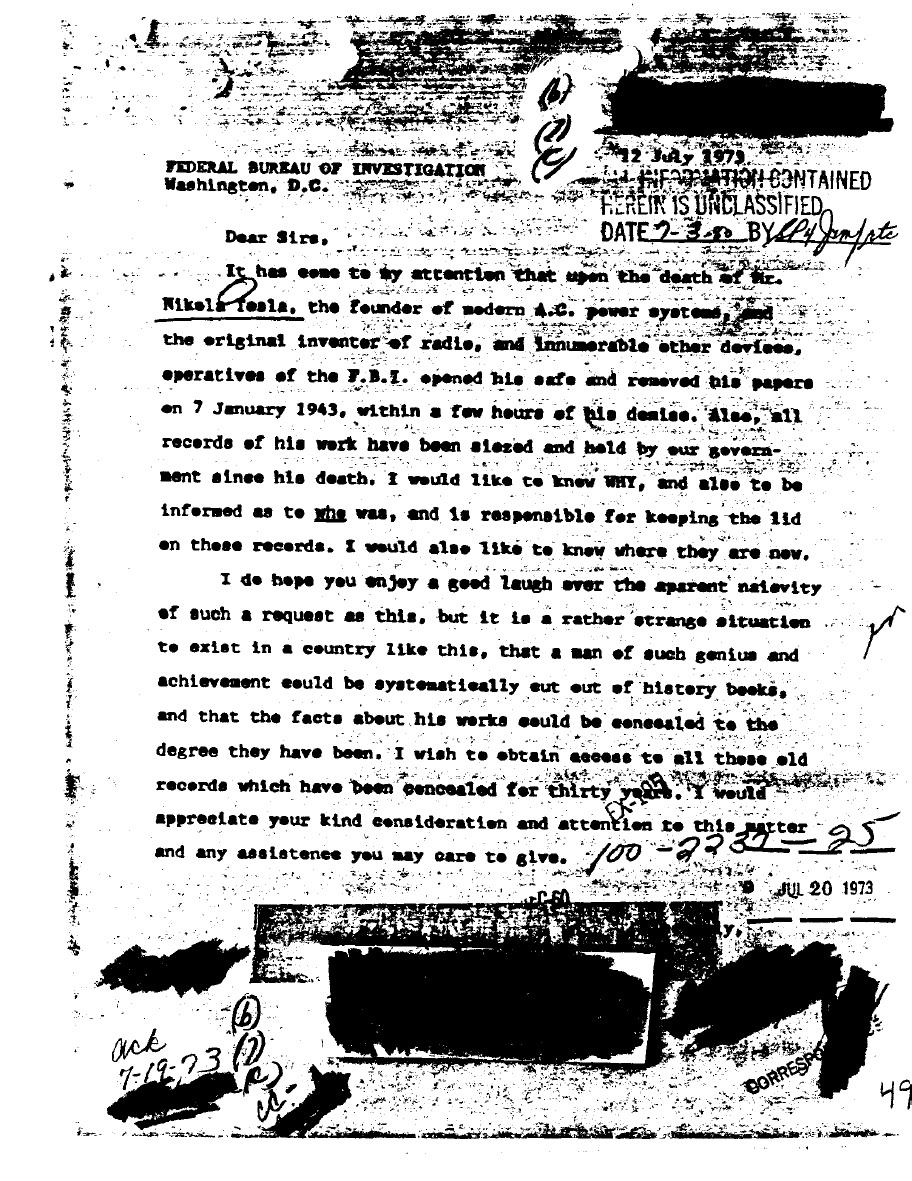 (b)
(7)
(c)
12 July 1973
FEDERAL BUREAU OF INVESTIGATION
Washington, D.C.
INFORMATION CONTAINED
HEREIN IS UNCLASSIFIED
DATE 7-3-80 BY
Dear Sirs,
It has come to my attention that upon the death of Mr.
Nikola Tesla, the founder of modern A.C. power systems, and
the original inventor of radio, and innumerable other devices,
operatives of the F.B.I. opened his safe and removed his papers
on 7 January 1943, within a few hours of his demise. Also, all
records of his work have been siezed and held by our govern-
ment since his death. I would like to know WHY, and also to be
informed as to who was, and is responsible for keeping the lid
on these records. I would also like to know where they are now.
I do hope you enjoy a good laugh over the aparent naievity
of such a request as this, but it is a rather strange situation
to exist in a country like this, that a man of such genius and
achievement could be systematically cut out of history books,
and that the facts about his works could be concealed to the
degree they have been. I wish to obtain access to all these old
records which have been concealed for thirty years. I would
appreciate your kind consideration and attention to this matter
and any assistence you may care to give.
100-2237-25
JUL 20 1973
y,
ack
7-19-73
(b)
(7)
(c)
cc-
CORRESPO
49